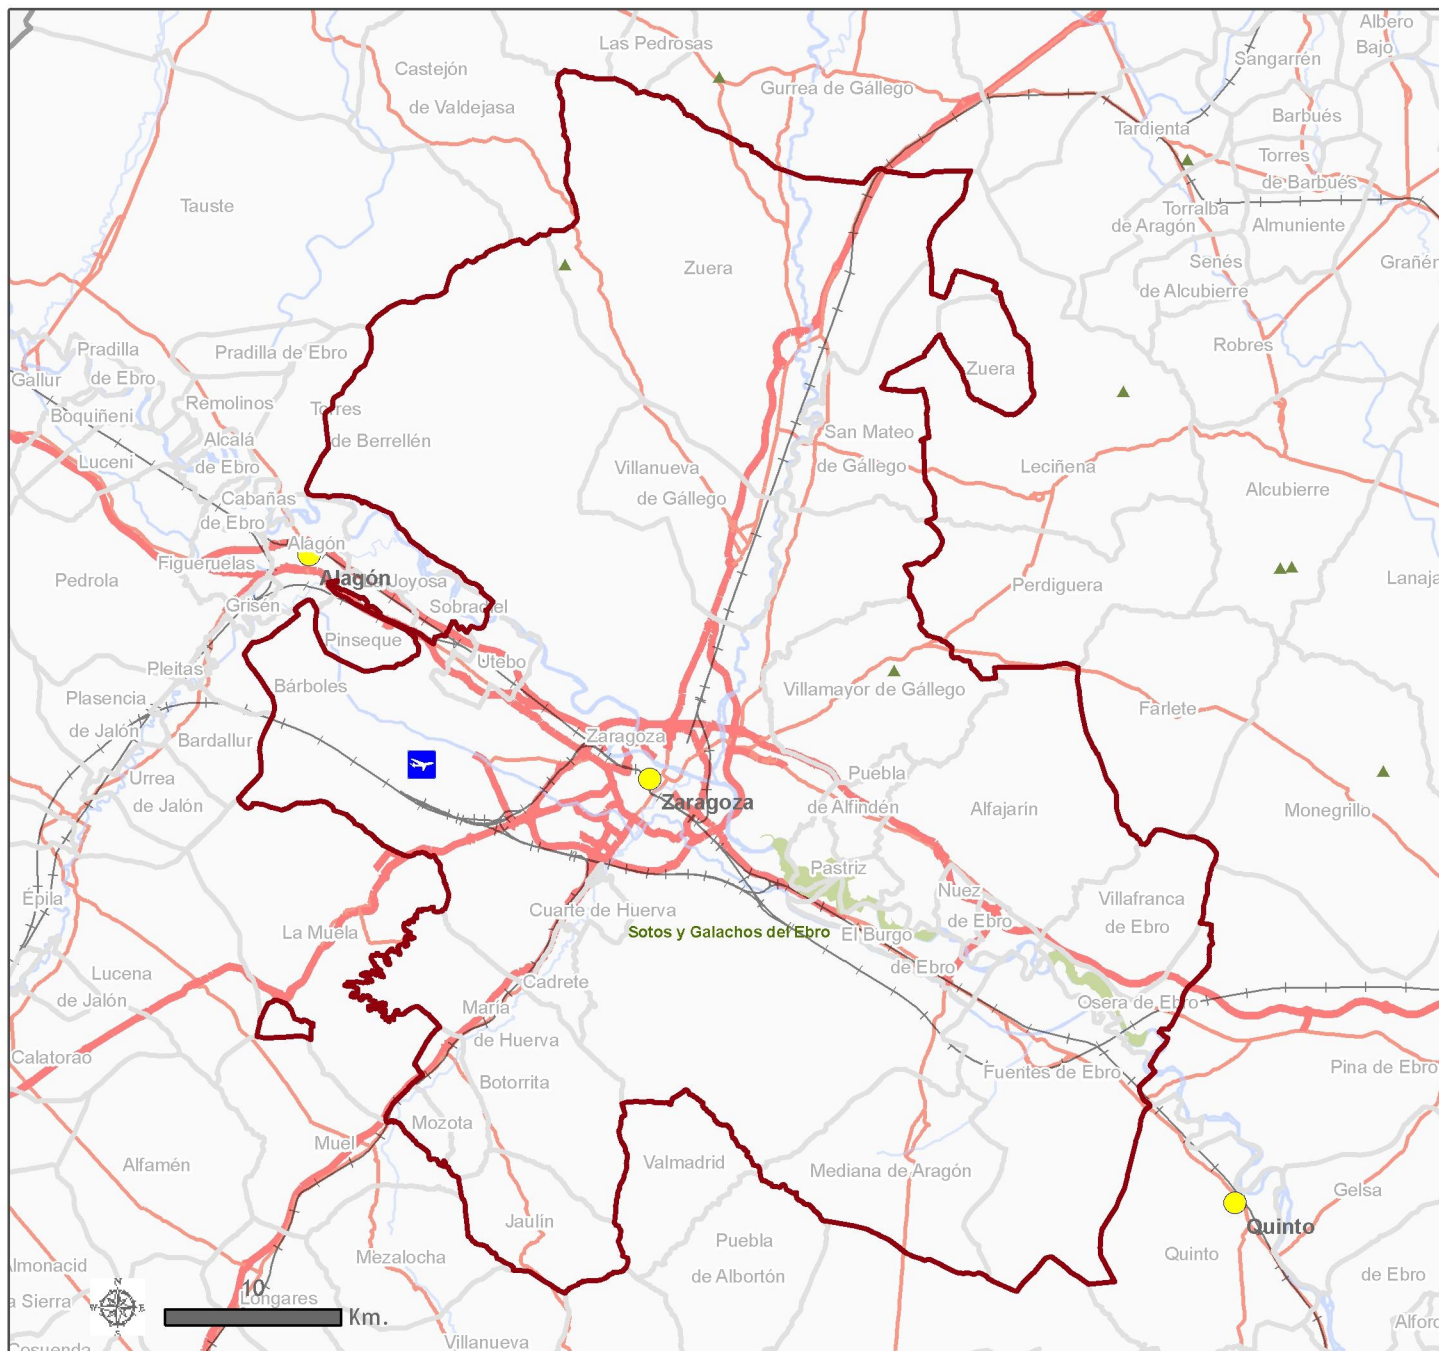 Las Pedrosas
Albero
Bajo
Castejón
de Valdejasa
Sangarrén
Gurrea de Gállego
Barbués
Tardienta
Torres
de Barbués
Tauste
Torralba
de Aragón
Almuniente
Senés
de Alcubierre
Grañén
Zuera
Pradilla
de Ebro
Pradilla de Ebro
Robres
Gallur
Zuera
Remolinos
Boquiñeni
Torres
de Berrellén
Alcalá
de Ebro
San Mateo
de Gállego
Luceni
Villanueva
de Gállego
Leciñena
Alcubierre
Cabañas
de Ebro
Alagón
Figueruelas
Alagón
La Joyosa
Pedrola
Perdiguera
Lanaja
Grisén
Sobradiel
Pinseque
Utebo
Pleitas
Bárboles
Villamayor de Gállego
Plasencia
de Jalón
Farlete
Bardallur
Zaragoza
Urrea
de Jalón
Puebla
de Alfindén
Zaragoza
Alfajarín
Monegrillo
Pastriz
Épila
Nuez
de Ebro
Villafranca
de Ebro
Cuarte de Huerva
La Muela
Sotos y Galachos del Ebro
El Burgo
de Ebro
Lucena
de Jalón
Cadrete
Osera de Ebro
María
de Huerva
Calatorao
Fuentes de Ebro
Pina de Ebro
Botorrita
Mozota
Muel
Alfamén
Valmadrid
Mediana de Aragón
Gelsa
Jaulín
Quinto
Puebla
de Albortón
Quinto
Mezalocha
lmonacid
a Sierra
de Ebro
N
W E
S
10
Km.
Longares
Alford
Villanueva
Cosuenda